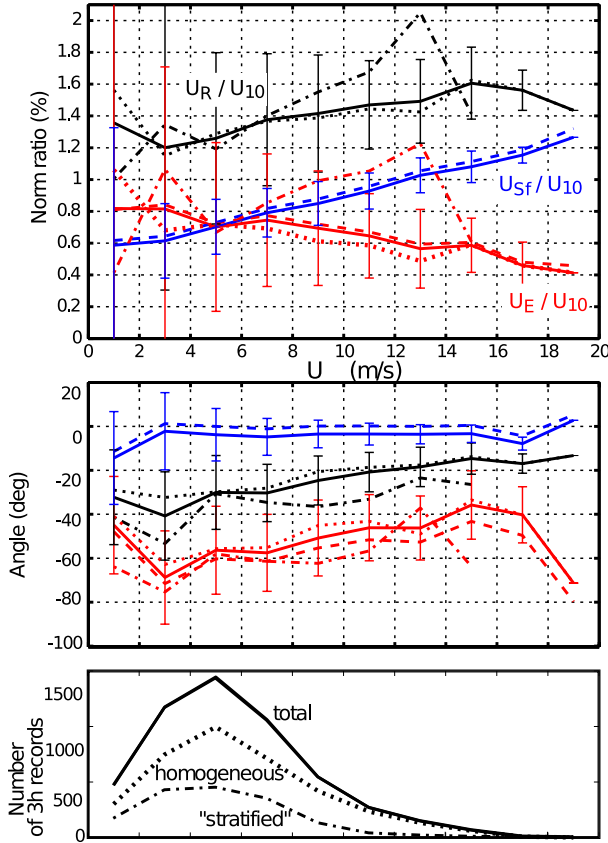 2
1.8
1.6
1.4
1.2
1
0.8
0.6
0.4
0.2
0
Norm ratio (%)
U_R / U_10
U_Sf / U_10
U_E / U_10
0 2 4 6 8 10 12 14 16 18 20
U (m/s)
20
0
-20
-40
-60
-80
-100
Angle (deg)
1500
1000
500
0
Number
of 3h records
total
homogeneous
"stratified"